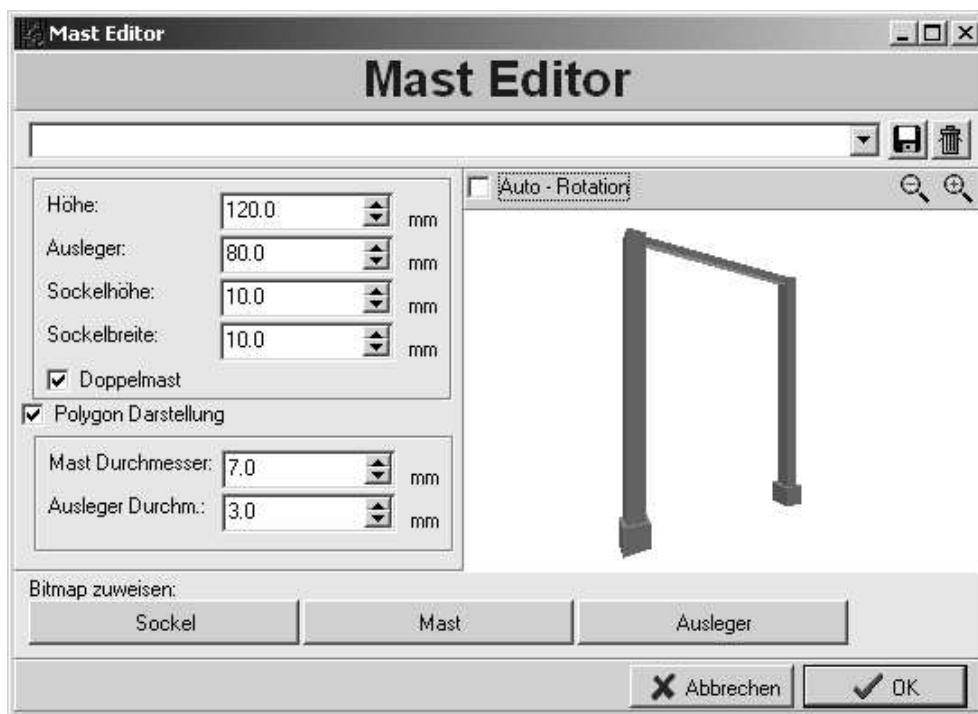 Mast Editor
Mast Editor
Auto - Rotation
Höhe: 120.0 mm
Ausleger: 80.0 mm
Sockelhöhe: 10.0 mm
Sockelbreite: 10.0 mm
Doppelmast
Polygon Darstellung
Mast Durchmesser: 7.0 mm
Ausleger Durchm.: 3.0 mm
Bitmap zuweisen:
Sockel Mast Ausleger
Abbrechen OK